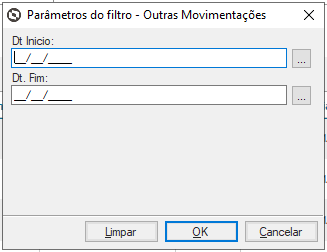 Parâmetros do filtro - Outras Movimentações
Dt Inicio:
__/__/____
...
Dt. Fim:
__/__/____
...
Limpar OK Cancelar